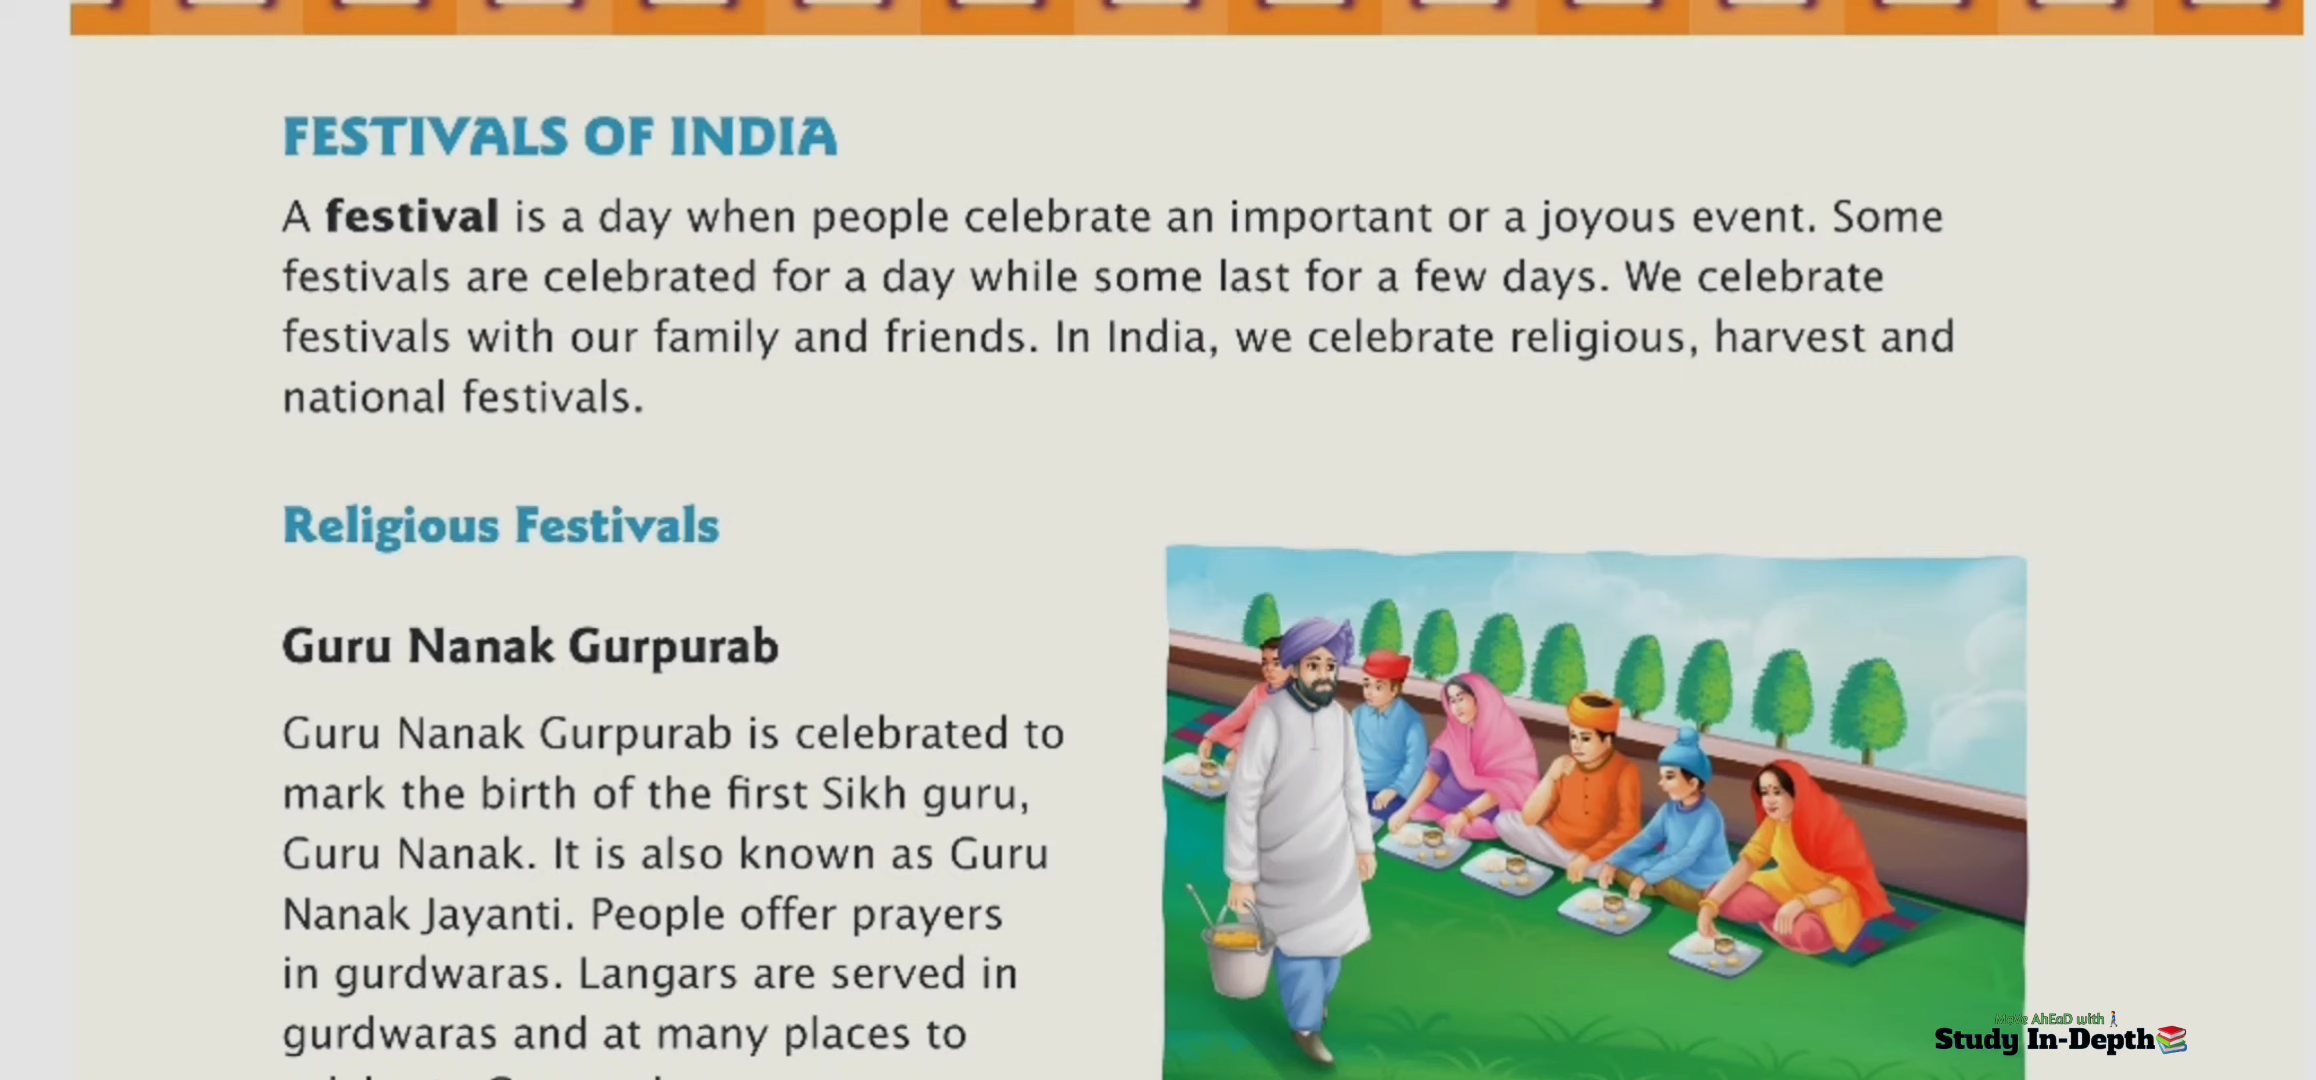 FESTIVALS OF INDIA
A festival is a day when people celebrate an important or a joyous event. Some
festivals are celebrated for a day while some last for a few days. We celebrate
festivals with our family and friends. In India, we celebrate religious, harvest and
national festivals.
Religious Festivals
Guru Nanak Gurpurab
Guru Nanak Gurpurab is celebrated to
mark the birth of the first Sikh guru,
Guru Nanak. It is also known as Guru
Nanak Jayanti. People offer prayers
in gurdwaras. Langars are served in
gurdwaras and at many places to
MoVe AhEaD with
Study In-Depth